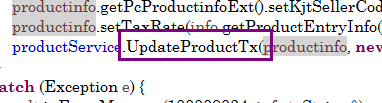 productinfo.getPcProductinfoExt().setKjtSellerCod
productinfo.setTaxRate(info.getProductEntryInfo(
productService.UpdateProductTx(productinfo, new
atch (Exception e) {